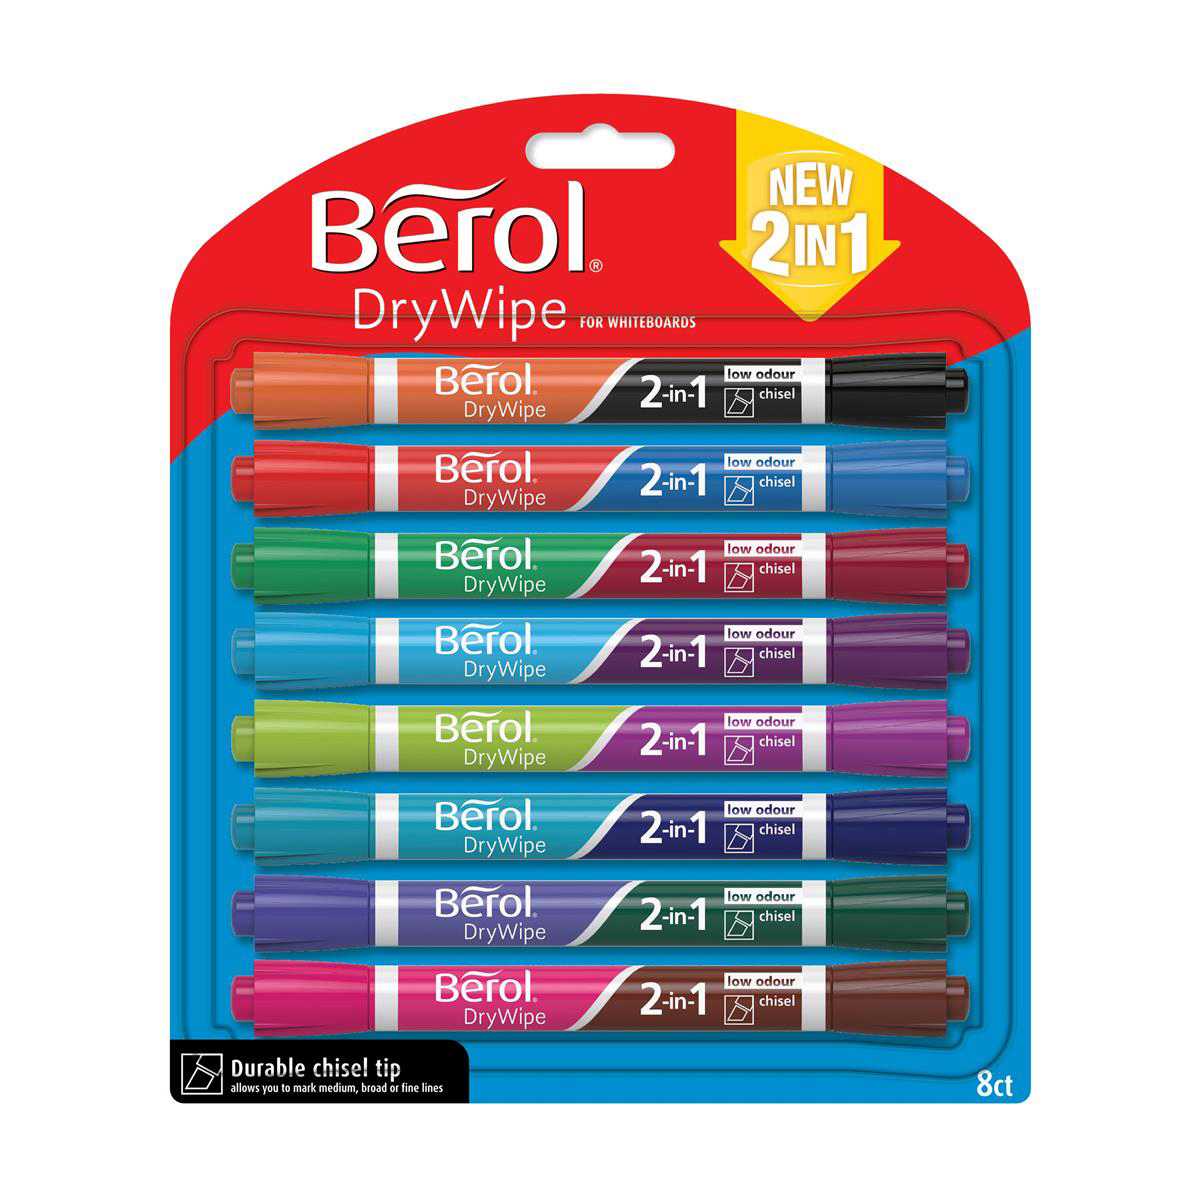 Berol®
DryWipe FOR WHITEBOARDS
NEW
2IN1
Berol
DryWipe
2-in-1
low odour
chisel
Berol
DryWipe
2-in-1
low odour
chisel
Berol
DryWipe
2-in-1
low odour
chisel
Berol
DryWipe
2-in-1
low odour
chisel
Berol
DryWipe
2-in-1
low odour
chisel
Berol
DryWipe
2-in-1
low odour
chisel
Berol
DryWipe
2-in-1
low odour
chisel
Berol
DryWipe
2-in-1
low odour
chisel
Durable chisel tip
allows you to mark medium, broad or fine lines
8ct